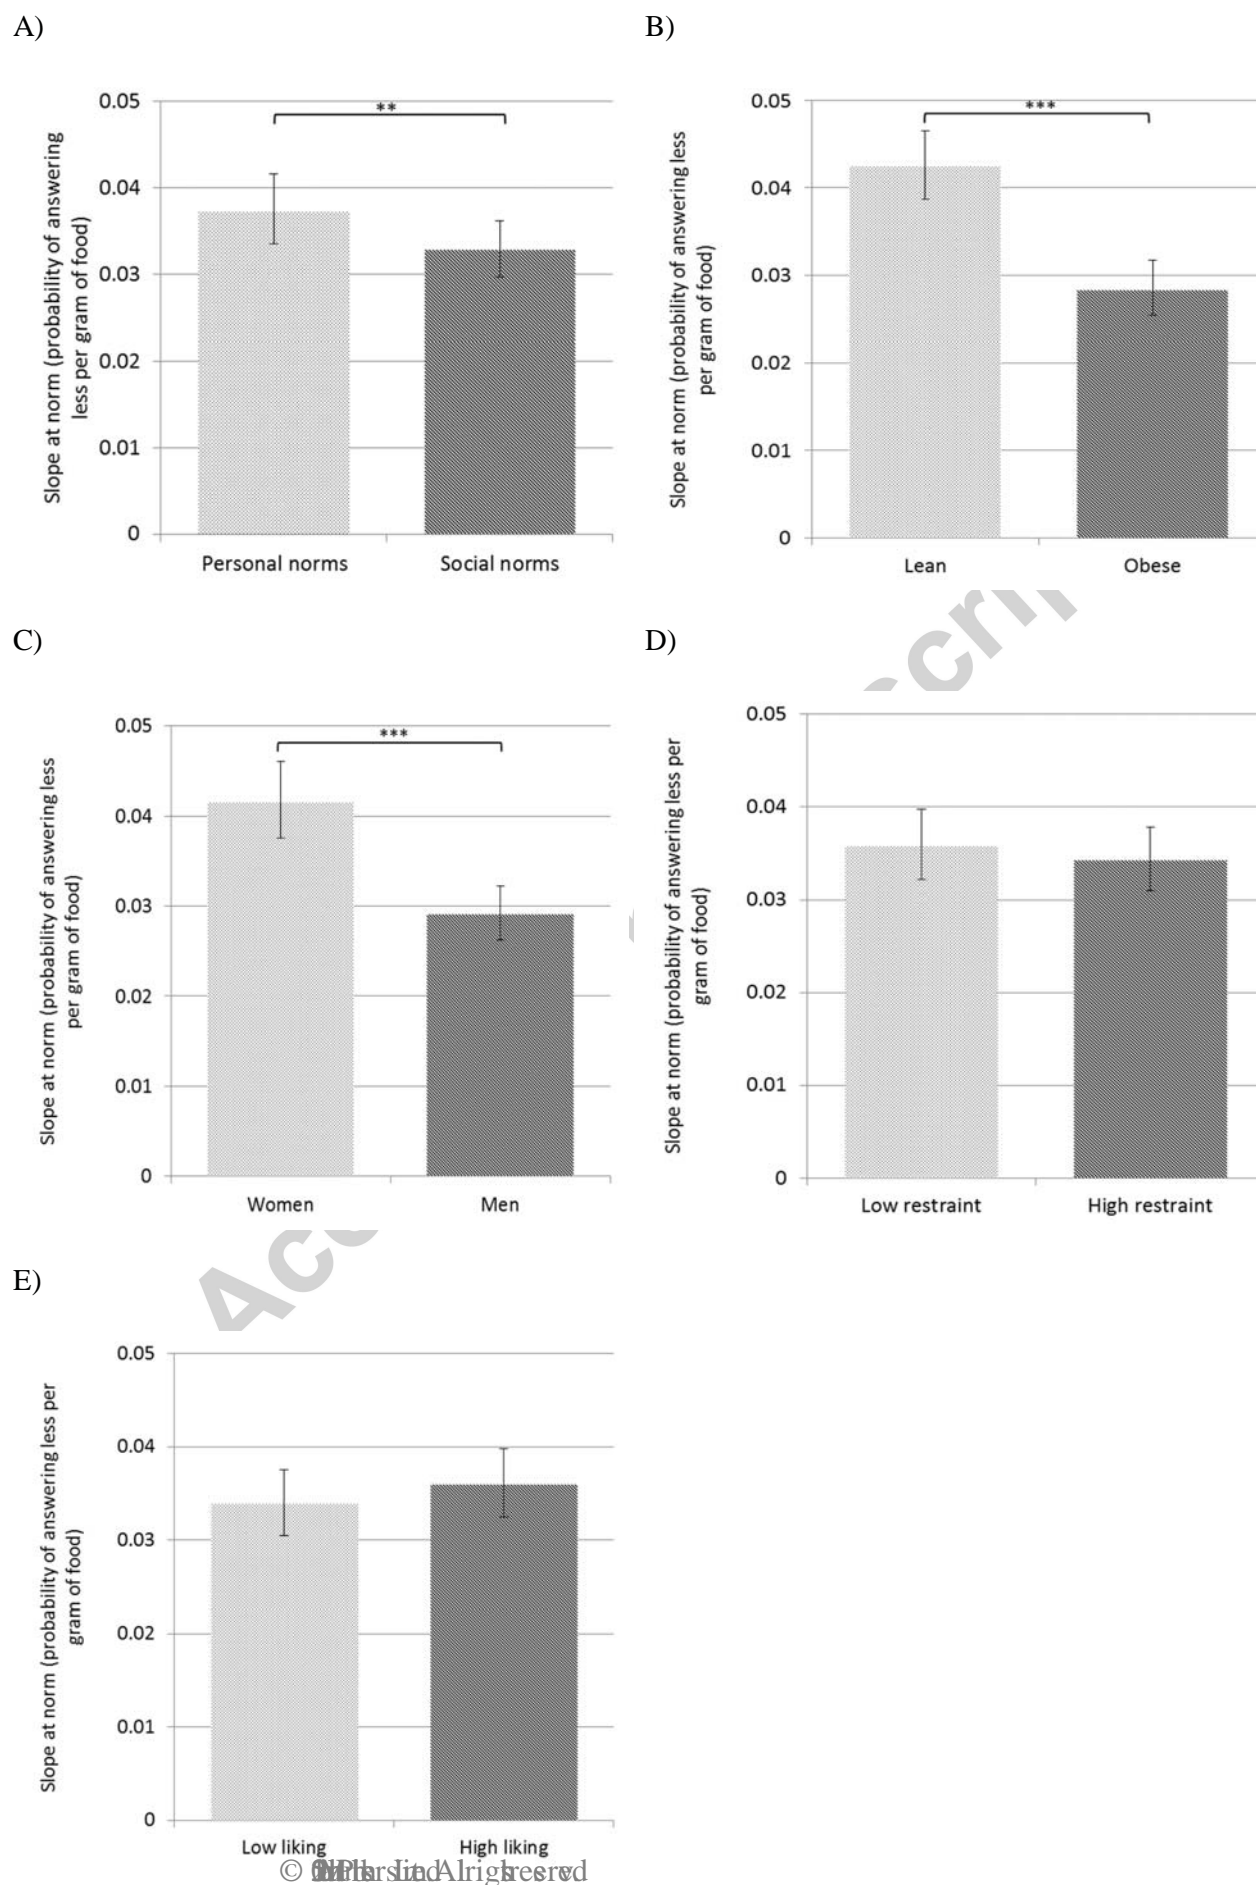 A)
B)
Slope at norm (probability of answering
less per gram of food)
0.05
0.04
0.03
0.02
0.01
0
**
Personal norms
Social norms
Slope at norm (probability of answering less
per gram of food)
0.05
0.04
0.03
0.02
0.01
0
***
Lean
Obese
C)
D)
Slope at norm (probability of answering less
per gram of food)
0.05
0.04
0.03
0.02
0.01
0
***
Women
Men
Slope at norm (probability of answering less per
gram of food)
0.05
0.04
0.03
0.02
0.01
0
Low restraint
High restraint
E)
Slope at norm (probability of answering less per
gram of food)
0.05
0.04
0.03
0.02
0.01
0
Low liking
High liking
©